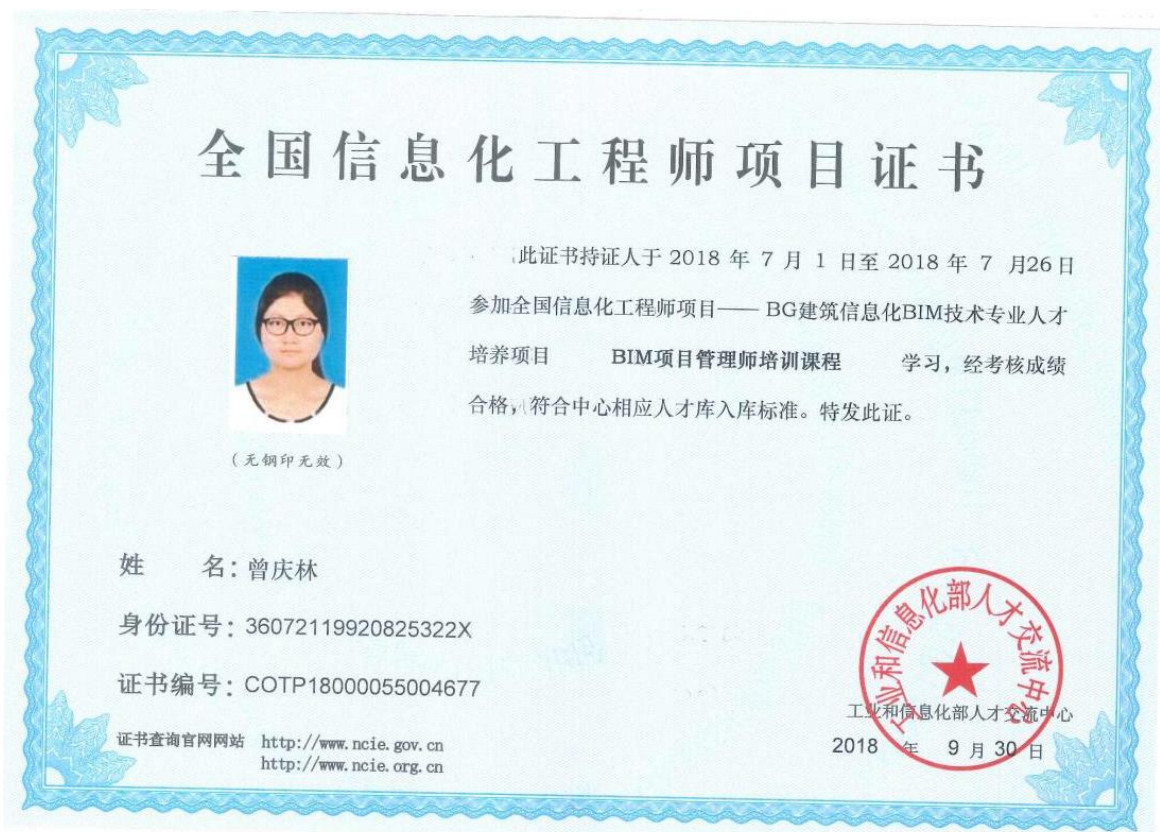 全国信息化工程师项目证书
此证书持证人于 2018 年 7 月 1 日至 2018 年 7 月26日
参加全国信息化工程师项目—— BG建筑信息化BIM技术专业人才
培养项目 BIM项目管理师培训课程 学习，经考核成绩
合格，符合中心相应人才库入库标准。特发此证。
（无钢印无效）
姓 名：曾庆林
身份证号：36072119920825322X
证书编号：COTP18000055004677
证书查询官网网站 http://www.ncie.gov.cn
http://www.ncie.org.cn
工业和信息化部人才交流中心
工业和信息化部人才交流中心
2018 年 9 月 30 日